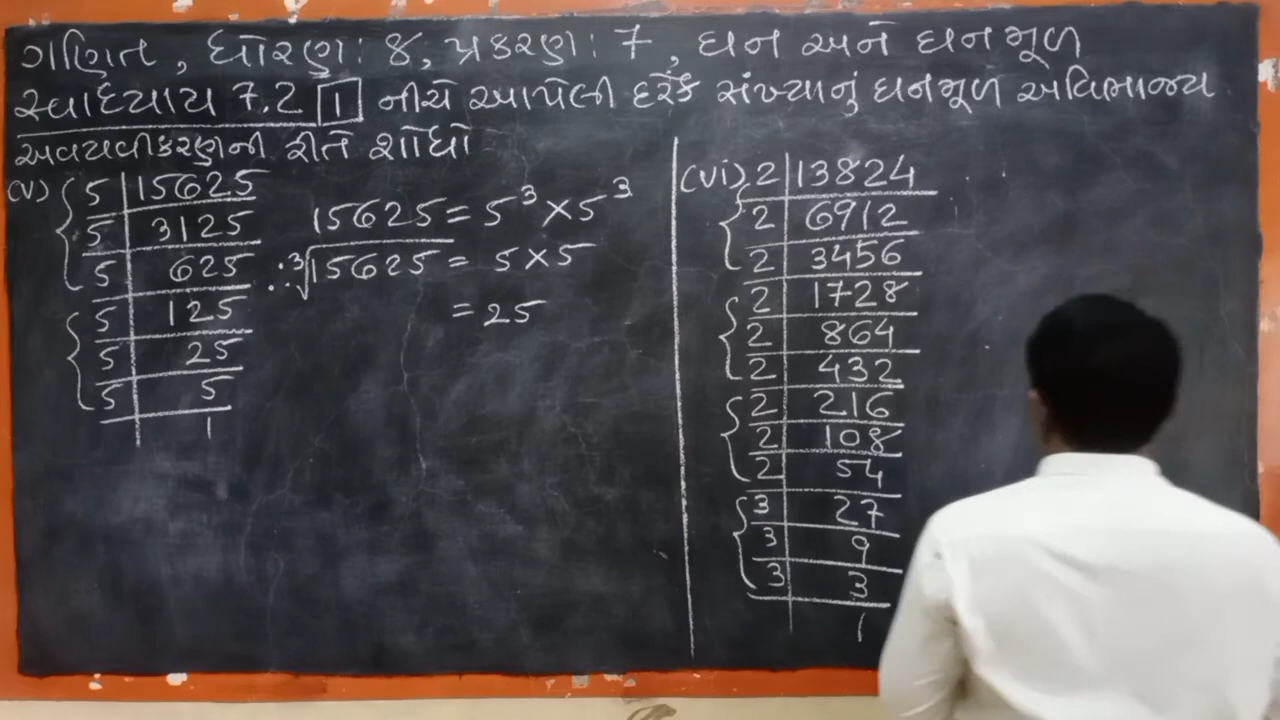 ગણિત , ધોરણ : ૪, પ્રકરણ : 7 , ઘન અને ઘનમૂળ
સ્વાધ્યાય 7.2 1 નીચે આપેલી દરેક સંખ્યાનું ઘનમૂળ અવિભાજ્ય
અવયવીકરણની રીતે શોધો
(v) 5 15625
5 3125
5 625
5 125
5 25
5 5
1
15625 = 5³ × 5³
∴ ³√15625 = 5 × 5
= 25
(vi) 2 13824
2 6912
2 3456
2 1728
2 864
2 432
2 216
2 108
2 54
3 27
3 9
3 3
1